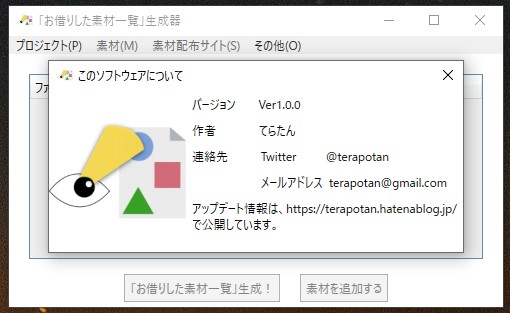 「お借りした素材一覧」生成器
プロジェクト(P) 素材(M) 素材配布サイト(S) その他(O)
このソフトウェアについて
バージョン Ver1.0.0
作者 てらたん
連絡先 Twitter @terapotan
メールアドレス terapotan@gmail.com
アップデート情報は、https://terapotan.hatenablog.jp/
で公開しています。
「お借りした素材一覧」生成！ 素材を追加する